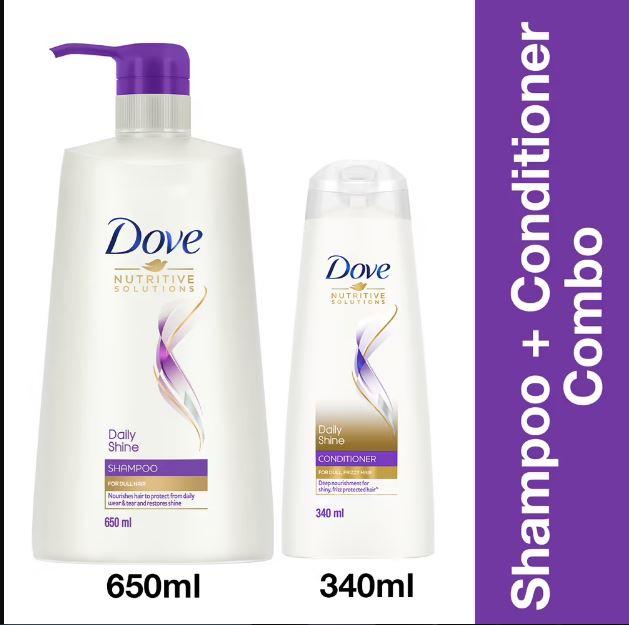 Dove
NUTRITIVE
SOLUTIONS
Daily
Shine
SHAMPOO
FOR DULL HAIR
Nourishes hair to protect from daily
wear & tear and restores shine
650 ml
650ml
Dove
NUTRITIVE
SOLUTIONS
Daily
Shine
CONDITIONER
FOR DULL, FRIZZY HAIR
Deep nourishment for
shiny, frizz protected hair*
340 ml
340ml
Shampoo + Conditioner
Combo